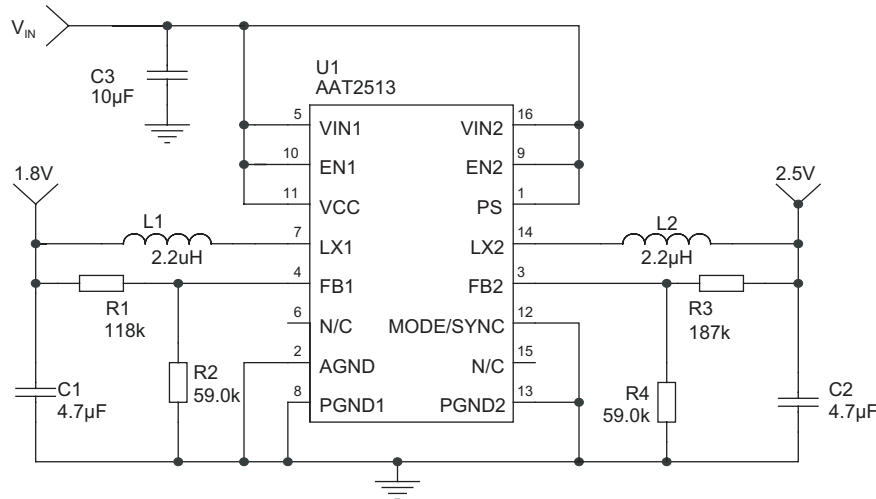 V_IN
C3
10µF
U1
AAT2513
5 VIN1 VIN2 16
10 EN1 EN2 9
11 VCC PS 1
1.8V
2.5V
L1
2.2uH
7 LX1 LX2 14
L2
2.2µH
4 FB1 FB2 3
R1
118k
R3
187k
6 N/C MODE/SYNC 12
2 AGND N/C 15
R2
59.0k
8 PGND1 PGND2 13
R4
59.0k
C1
4.7µF
C2
4.7µF